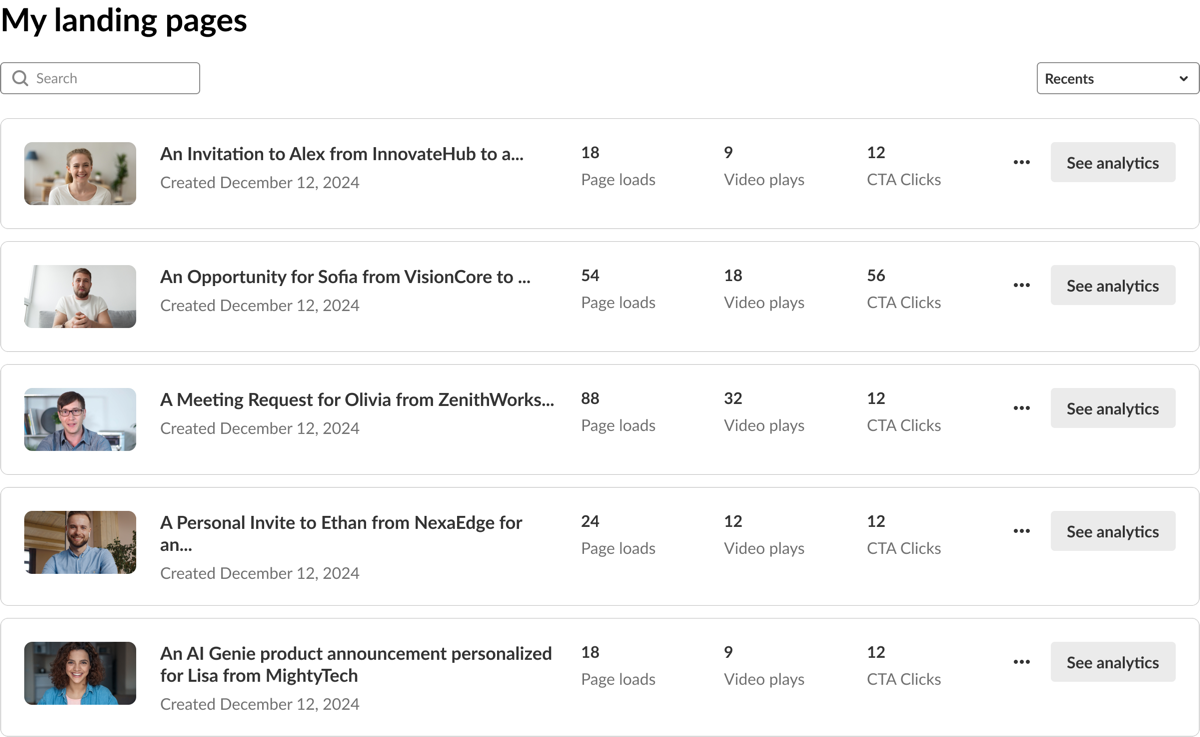 My landing pages
Search
Recents
An Invitation to Alex from InnovateHub to a...
Created December 12, 2024
18
Page loads
9
Video plays
12
CTA Clicks
See analytics
An Opportunity for Sofia from VisionCore to ...
Created December 12, 2024
54
Page loads
18
Video plays
56
CTA Clicks
See analytics
A Meeting Request for Olivia from ZenithWorks...
Created December 12, 2024
88
Page loads
32
Video plays
12
CTA Clicks
See analytics
A Personal Invite to Ethan from NexaEdge for
an...
Created December 12, 2024
24
Page loads
12
Video plays
12
CTA Clicks
See analytics
An AI Genie product announcement personalized
for Lisa from MightyTech
Created December 12, 2024
18
Page loads
9
Video plays
12
CTA Clicks
See analytics